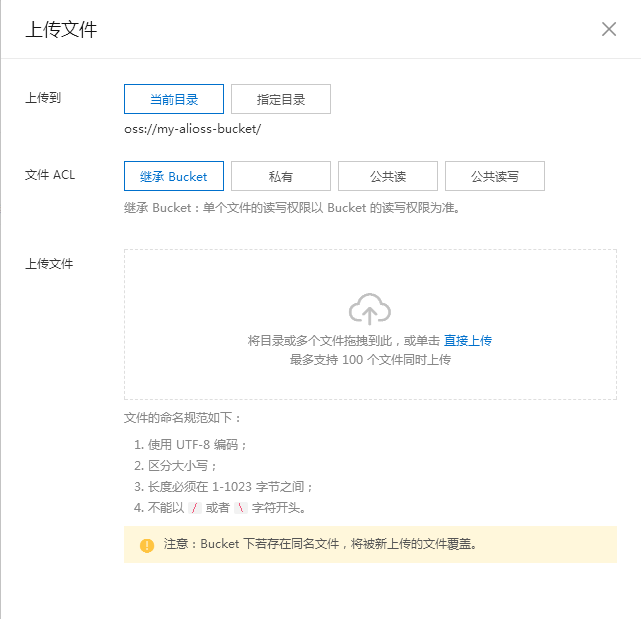 上传文件
上传到
当前目录 指定目录
oss://my-alioss-bucket/
文件 ACL
继承 Bucket 私有 公共读 公共读写
继承 Bucket：单个文件的读写权限以 Bucket 的读写权限为准。
上传文件
将目录或多个文件拖拽到此，或单击 直接上传
最多支持 100 个文件同时上传
文件的命名规范如下：
1. 使用 UTF-8 编码；
2. 区分大小写；
3. 长度必须在 1-1023 字节之间；
4. 不能以 / 或者 \ 字符开头。
注意：Bucket 下若存在同名文件，将被新上传的文件覆盖。